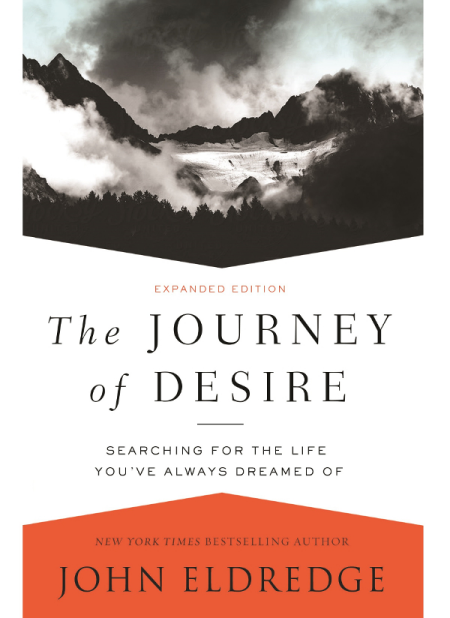 EXPANDED EDITION
The JOURNEY
of DESIRE
SEARCHING FOR THE LIFE
YOU'VE ALWAYS DREAMED OF
NEW YORK TIMES BESTSELLING AUTHOR
JOHN ELDREDGE